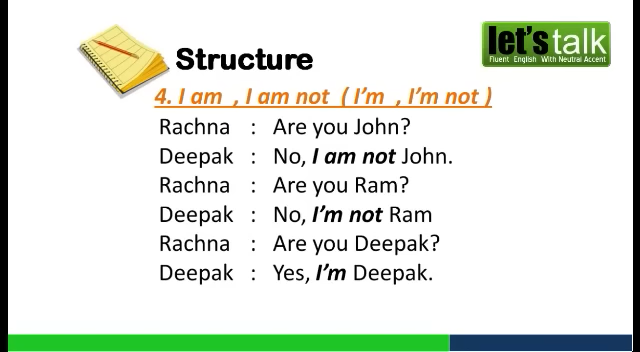 Structure
let's talk
Fluent English With Neutral Accent
4. I am , I am not ( I'm , I'm not )
Rachna : Are you John?
Deepak : No, I am not John.
Rachna : Are you Ram?
Deepak : No, I'm not Ram
Rachna : Are you Deepak?
Deepak : Yes, I'm Deepak.